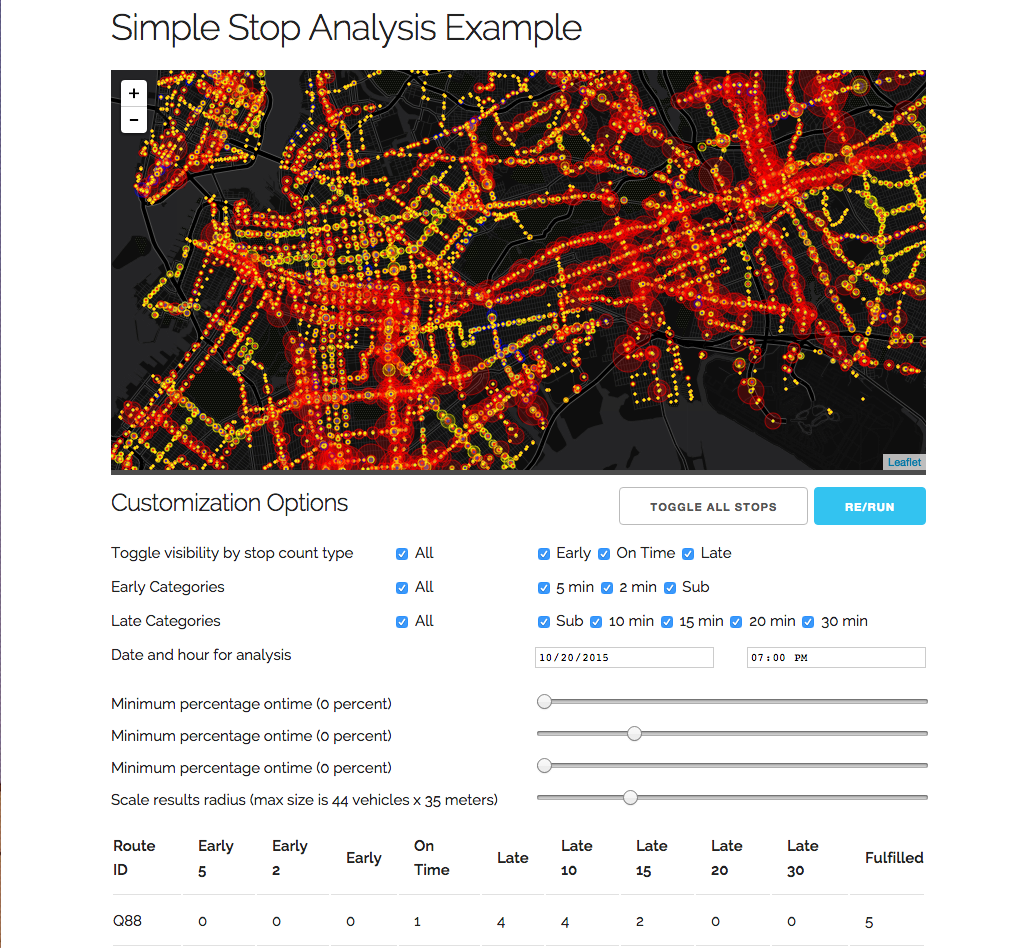 Simple Stop Analysis Example
+
−
Leaflet
Customization Options
TOGGLE ALL STOPS
RE/RUN
Toggle visibility by stop count type All Early On Time Late
Early Categories All 5 min 2 min Sub
Late Categories All Sub 10 min 15 min 20 min 30 min
Date and hour for analysis 10/20/2015 07:00 PM
Minimum percentage ontime (0 percent)
Minimum percentage ontime (0 percent)
Minimum percentage ontime (0 percent)
Scale results radius (max size is 44 vehicles x 35 meters)
Route ID Early 5 Early 2 Early On Time Late Late 10 Late 15 Late 20 Late 30 Fulfilled
Q88 0 0 0 1 4 4 2 0 0 5